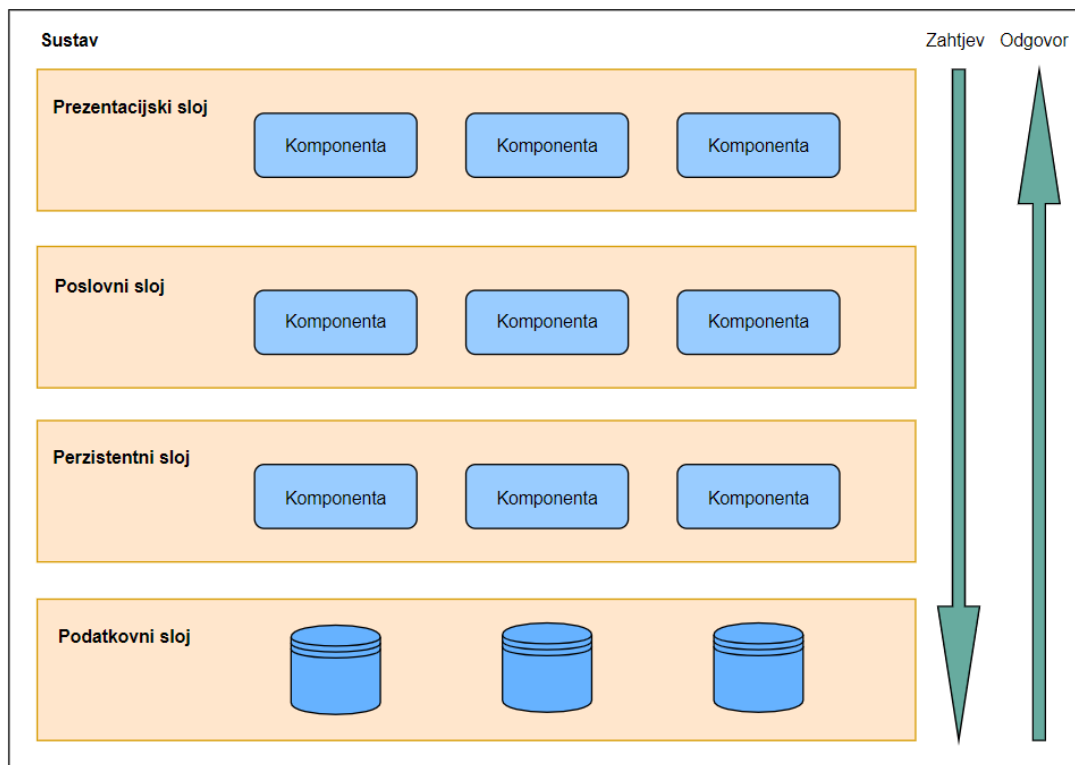 Sustav
Zahtjev Odgovor
Prezentacijski sloj
Komponenta Komponenta Komponenta
Poslovni sloj
Komponenta Komponenta Komponenta
Perzistentni sloj
Komponenta Komponenta Komponenta
Podatkovni sloj